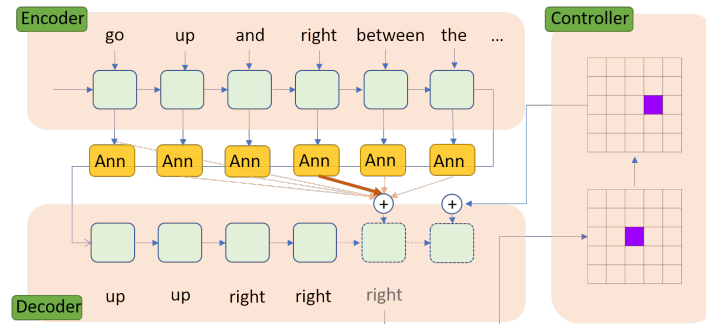 Encoder
Controller
go up and right between the ...
Ann Ann Ann Ann Ann Ann
+ +
up up right right right
Decoder